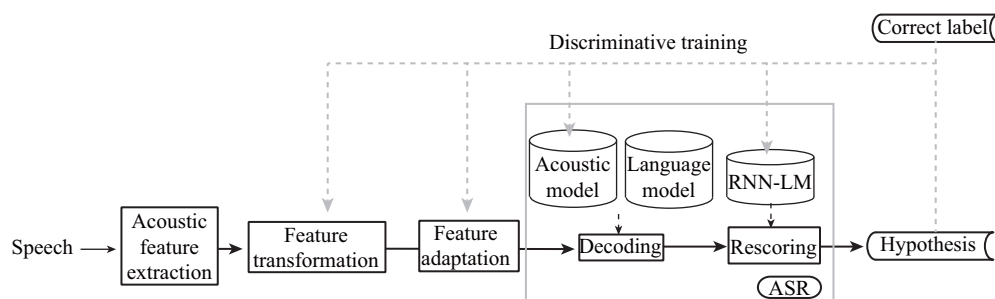 Correct label
Discriminative training
Acoustic
model
Language
model
RNN-LM
Speech
Acoustic
feature
extraction
Feature
transformation
Feature
adaptation
Decoding
Rescoring
Hypothesis
ASR